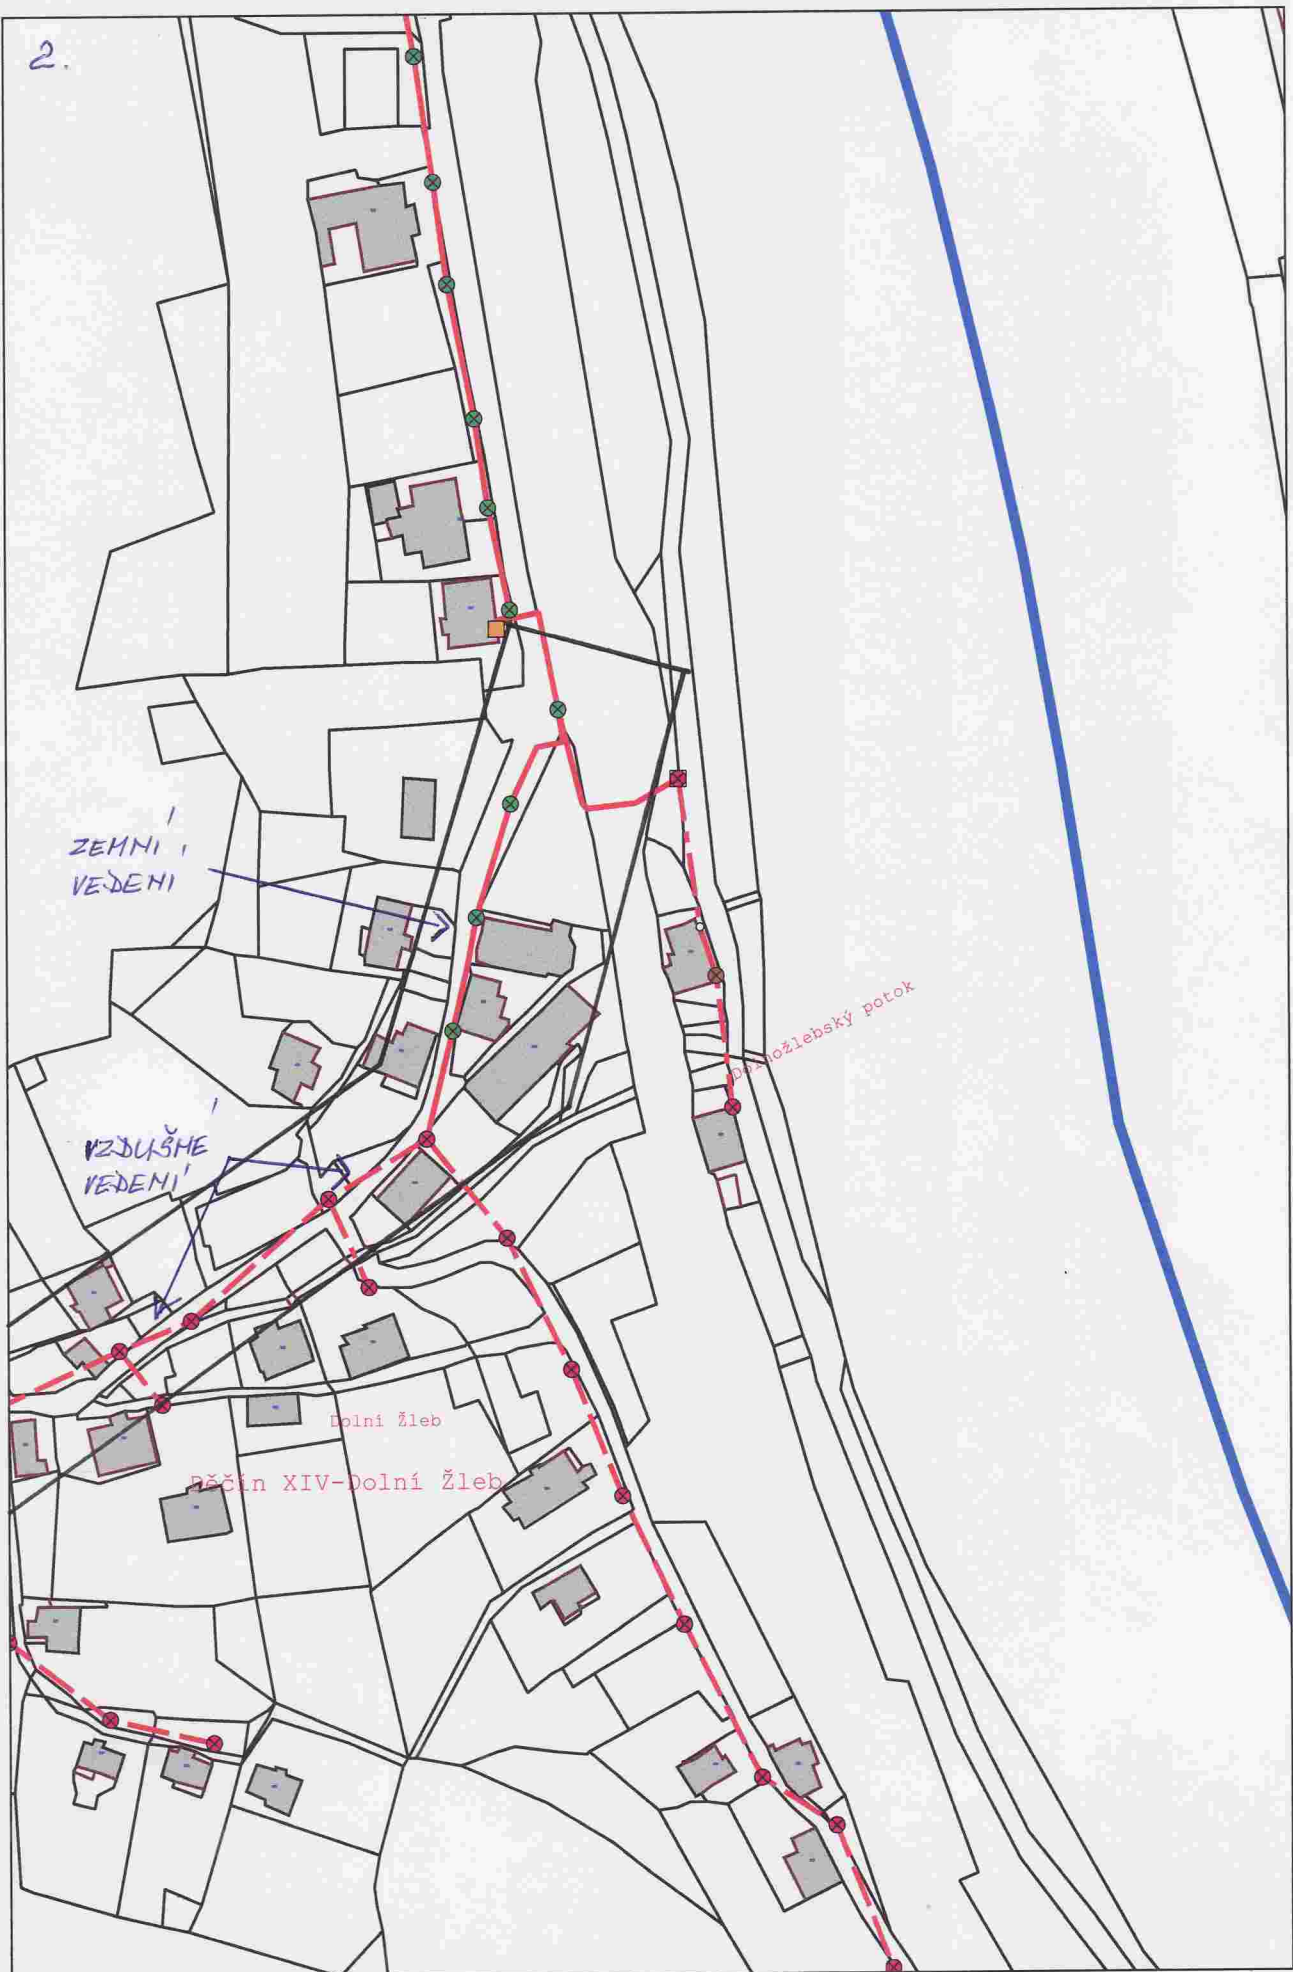 2.
ZEMNÍ
VEDENÍ
Dolnožlebský potok
VZDUŠNÉ
VEDENÍ
Dolní Žleb
Děčín XIV-Dolní Žleb